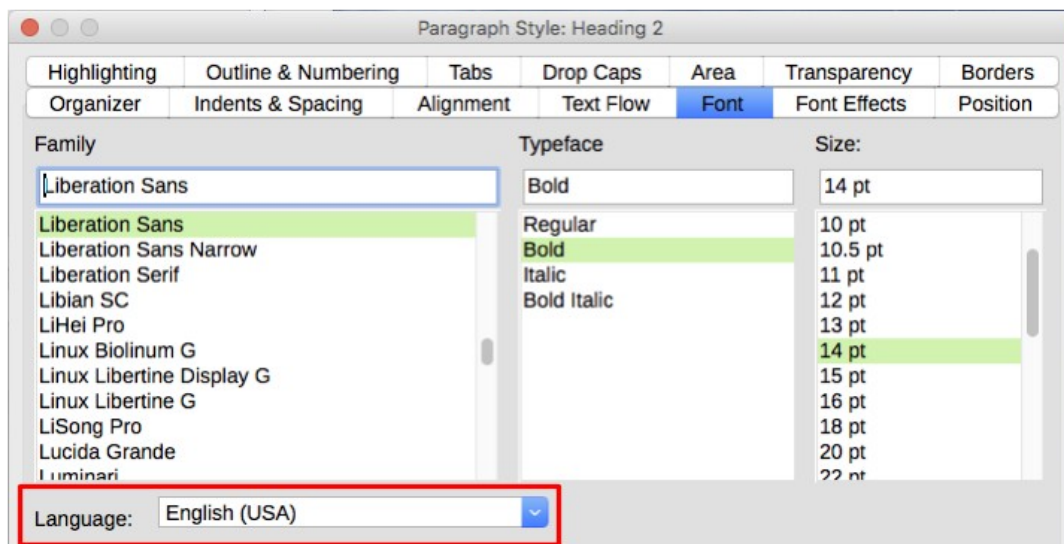 Paragraph Style: Heading 2
Highlighting Outline & Numbering Tabs Drop Caps Area Transparency Borders
Organizer Indents & Spacing Alignment Text Flow Font Font Effects Position
Family Typeface Size:
Liberation Sans Bold 14 pt
Liberation Sans Regular 10 pt
Liberation Sans Narrow Bold 10.5 pt
Liberation Serif Italic 11 pt
Libian SC Bold Italic 12 pt
LiHei Pro 13 pt
Linux Biolinum G 14 pt
Linux Libertine Display G 15 pt
Linux Libertine G 16 pt
LiSong Pro 18 pt
Lucida Grande 20 pt
Luminari 22 pt
Language: English (USA)